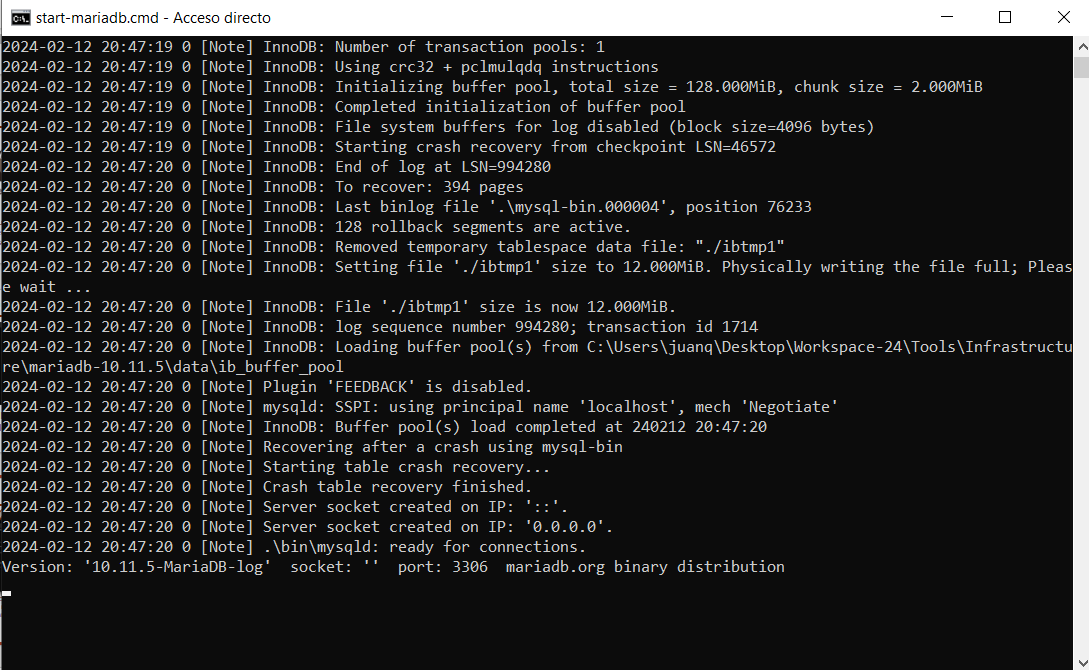 start-mariadb.cmd - Acceso directo
2024-02-12 20:47:19 0 [Note] InnoDB: Number of transaction pools: 1
2024-02-12 20:47:19 0 [Note] InnoDB: Using crc32 + pclmulqdq instructions
2024-02-12 20:47:19 0 [Note] InnoDB: Initializing buffer pool, total size = 128.000MiB, chunk size = 2.000MiB
2024-02-12 20:47:19 0 [Note] InnoDB: Completed initialization of buffer pool
2024-02-12 20:47:19 0 [Note] InnoDB: File system buffers for log disabled (block size=4096 bytes)
2024-02-12 20:47:19 0 [Note] InnoDB: Starting crash recovery from checkpoint LSN=46572
2024-02-12 20:47:20 0 [Note] InnoDB: End of log at LSN=994280
2024-02-12 20:47:20 0 [Note] InnoDB: To recover: 394 pages
2024-02-12 20:47:20 0 [Note] InnoDB: Last binlog file '.\mysql-bin.000004', position 76233
2024-02-12 20:47:20 0 [Note] InnoDB: 128 rollback segments are active.
2024-02-12 20:47:20 0 [Note] InnoDB: Removed temporary tablespace data file: "./ibtmp1"
2024-02-12 20:47:20 0 [Note] InnoDB: Setting file './ibtmp1' size to 12.000MiB. Physically writing the file full; Pleas
e wait ...
2024-02-12 20:47:20 0 [Note] InnoDB: File './ibtmp1' size is now 12.000MiB.
2024-02-12 20:47:20 0 [Note] InnoDB: log sequence number 994280; transaction id 1714
2024-02-12 20:47:20 0 [Note] InnoDB: Loading buffer pool(s) from C:\Users\juanq\Desktop\Workspace-24\Tools\Infrastructu
re\mariadb-10.11.5\data\ib_buffer_pool
2024-02-12 20:47:20 0 [Note] Plugin 'FEEDBACK' is disabled.
2024-02-12 20:47:20 0 [Note] mysqld: SSPI: using principal name 'localhost', mech 'Negotiate'
2024-02-12 20:47:20 0 [Note] InnoDB: Buffer pool(s) load completed at 240212 20:47:20
2024-02-12 20:47:20 0 [Note] Recovering after a crash using mysql-bin
2024-02-12 20:47:20 0 [Note] Starting table crash recovery...
2024-02-12 20:47:20 0 [Note] Crash table recovery finished.
2024-02-12 20:47:20 0 [Note] Server socket created on IP: '::'.
2024-02-12 20:47:20 0 [Note] Server socket created on IP: '0.0.0.0'.
2024-02-12 20:47:20 0 [Note] .\bin\mysqld: ready for connections.
Version: '10.11.5-MariaDB-log'  socket: ''  port: 3306  mariadb.org binary distribution